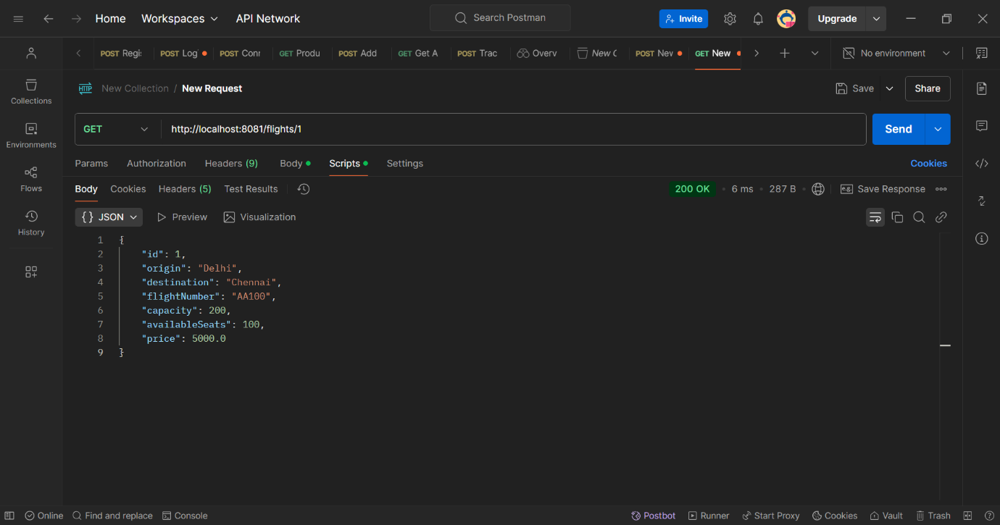 Home Workspaces API Network Search Postman Invite Upgrade
POST Regi POST Log POST Conr GET Produ POST Add GET Get A POST Trac Overv New C POST Nev GET New No environment
New Collection / New Request Save Share
GET http://localhost:8081/flights/1 Send
Params Authorization Headers (9) Body Scripts Settings Cookies
Body Cookies Headers (5) Test Results 200 OK • 6 ms • 287 B • e.g. Save Response
{} JSON Preview Visualization
1 {
2 "id": 1,
3 "origin": "Delhi",
4 "destination": "Chennai",
5 "flightNumber": "AA100",
6 "capacity": 200,
7 "availableSeats": 100,
8 "price": 5000.0
9 }
Collections
Environments
Flows
History
HTTP
Online Find and replace Console Postbot Runner Start Proxy Cookies Vault Trash